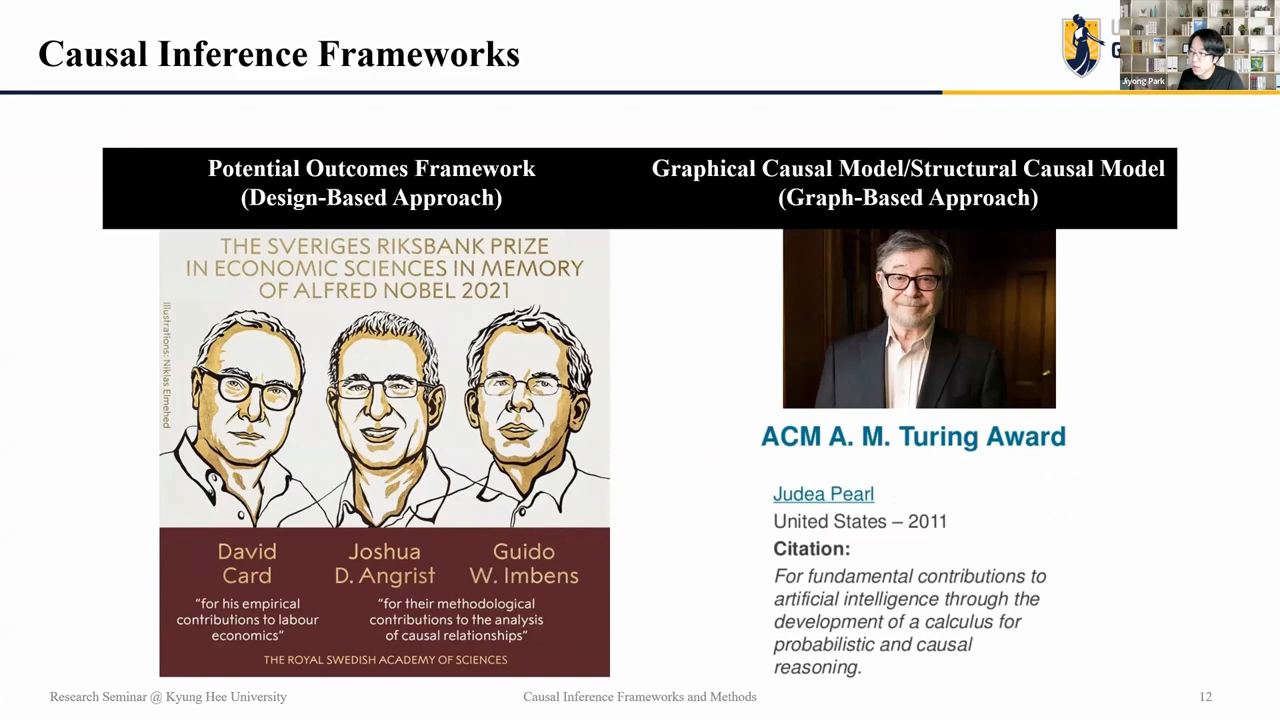 Causal Inference Frameworks
U
G
Jiyong Park
Potential Outcomes Framework
(Design-Based Approach)
Graphical Causal Model/Structural Causal Model
(Graph-Based Approach)
THE SVERIGES RIKSBANK PRIZE
IN ECONOMIC SCIENCES IN MEMORY
OF ALFRED NOBEL 2021
Illustrations: Niklas Elmehed
David
Card
"for his empirical
contributions to labour
economics"
Joshua
D. Angrist
Guido
W. Imbens
"for their methodological
contributions to the analysis
of causal relationships"
THE ROYAL SWEDISH ACADEMY OF SCIENCES
ACM A. M. Turing Award
Judea Pearl
United States – 2011
Citation:
For fundamental contributions to
artificial intelligence through the
development of a calculus for
probabilistic and causal
reasoning.
Research Seminar @ Kyung Hee University
Causal Inference Frameworks and Methods
12